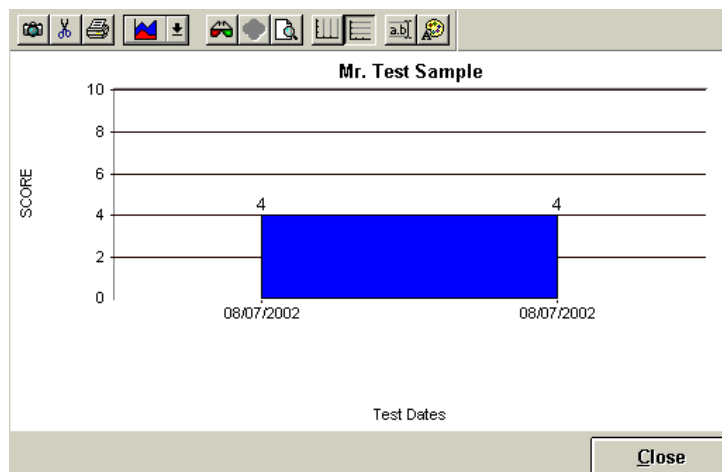 a.b
A
Mr. Test Sample
10
8
6
4
2
0
SCORE
4 4
08/07/2002 08/07/2002
Test Dates
Close